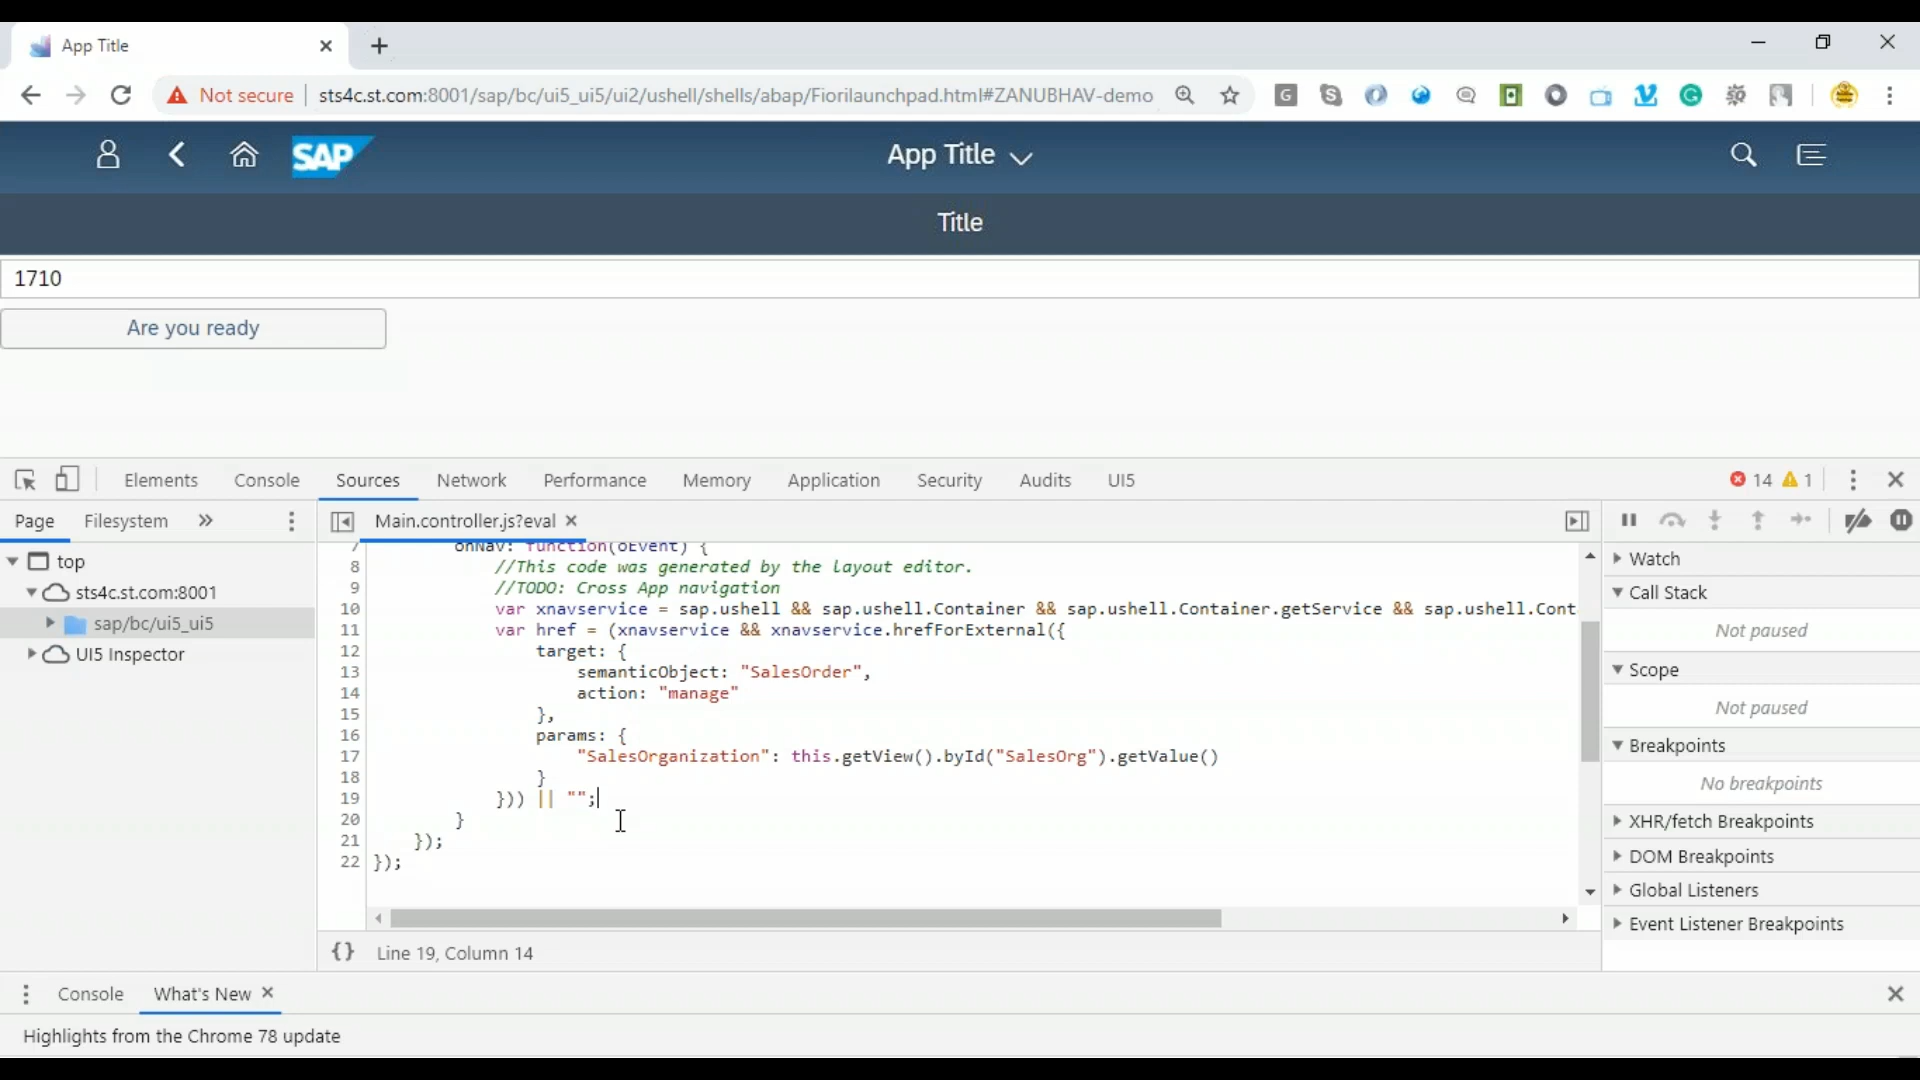 App Title
Not secure
sts4c.st.com:8001/sap/bc/ui5_ui5/ui2/ushell/shells/abap/Fiorilaunchpad.html#ZANUBHAV-demo
SAP
App Title
Title
1710
Are you ready
Elements Console Sources Network Performance Memory Application Security Audits UI5
14 1
Page Filesystem »
Main.controller.js?eval
top
sts4c.st.com:8001
sap/bc/ui5_ui5
UI5 Inspector
7 onNav: function(oEvent) {
8 //This code was generated by the layout editor.
9 //TODO: Cross App navigation
10 var xnavservice = sap.ushell && sap.ushell.Container && sap.ushell.Container.getService && sap.ushell.Cont
11 var href = (xnavservice && xnavservice.hrefForExternal({
12 target: {
13 semanticObject: "SalesOrder",
14 action: "manage"
15 },
16 params: {
17 "SalesOrganization": this.getView().byId("SalesOrg").getValue()
18 }
19 })) || "";
20 }
21 });
22 });
{} Line 19, Column 14
Watch
Call Stack
Not paused
Scope
Not paused
Breakpoints
No breakpoints
XHR/fetch Breakpoints
DOM Breakpoints
Global Listeners
Event Listener Breakpoints
Console What's New
Highlights from the Chrome 78 update